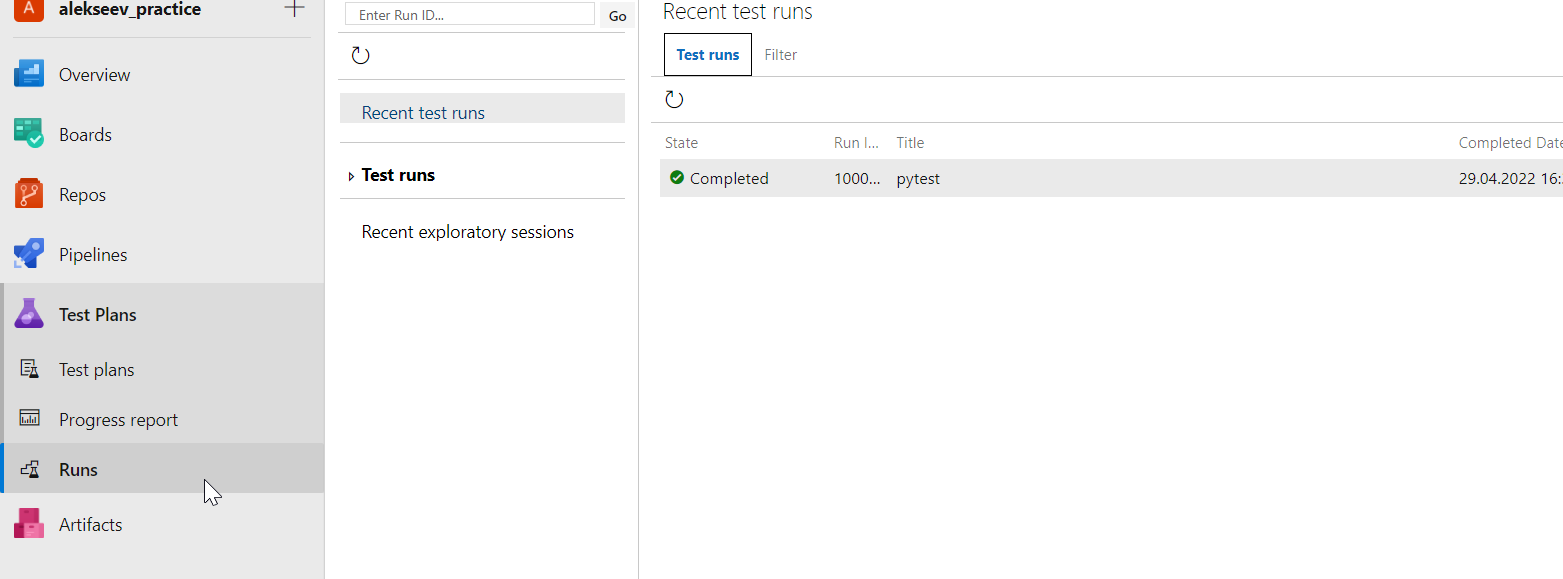 A
alekseev_practice
Overview
Boards
Repos
Pipelines
Test Plans
Test plans
Progress report
Runs
Artifacts
Enter Run ID...
Go
Recent test runs
Test runs
Recent exploratory sessions
Recent test runs
Test runs Filter
State Run I... Title Completed Date
Completed 1000... pytest 29.04.2022 16: